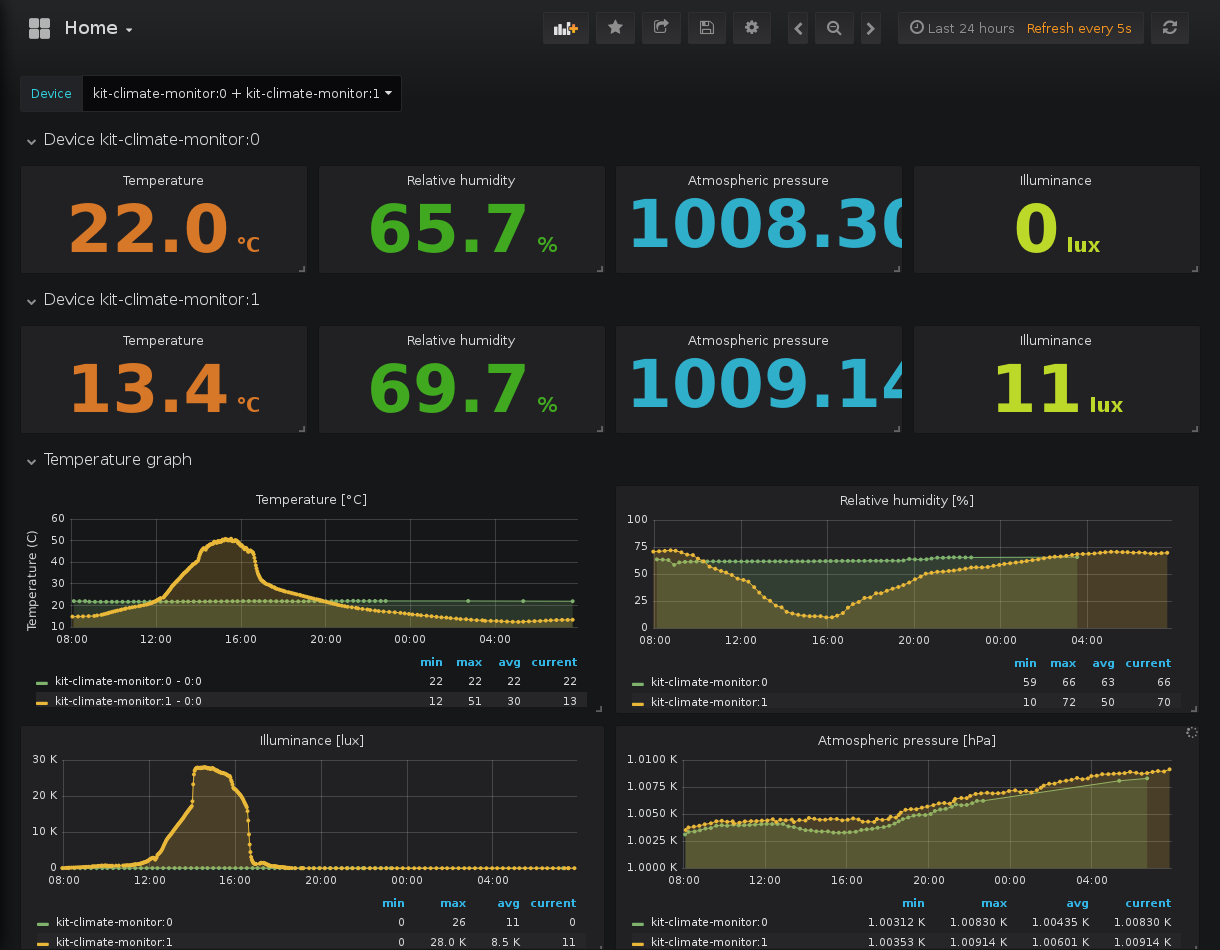 Home
Last 24 hours Refresh every 5s
Device kit-climate-monitor:0 + kit-climate-monitor:1
Device kit-climate-monitor:0
Temperature Relative humidity Atmospheric pressure Illuminance
22.0 °C 65.7 % 1008.30 0 lux
Device kit-climate-monitor:1
Temperature Relative humidity Atmospheric pressure Illuminance
13.4 °C 69.7 % 1009.14 11 lux
Temperature graph
Temperature [°C]
Temperature (C)
60
50
40
30
20
10
08:00 12:00 16:00 20:00 00:00 04:00
min max avg current
kit-climate-monitor:0 - 0:0 22 22 22 22
kit-climate-monitor:1 - 0:0 12 51 30 13
Relative humidity [%]
100
75
50
25
0
08:00 12:00 16:00 20:00 00:00 04:00
min max avg current
kit-climate-monitor:0 59 66 63 66
kit-climate-monitor:1 10 72 50 70
Illuminance [lux]
30 K
20 K
10 K
0
08:00 12:00 16:00 20:00 00:00 04:00
min max avg current
kit-climate-monitor:0 0 26 11 0
kit-climate-monitor:1 0 28.0 K 8.5 K 11
Atmospheric pressure [hPa]
1.0100 K
1.0075 K
1.0050 K
1.0025 K
1.0000 K
08:00 12:00 16:00 20:00 00:00 04:00
min max avg current
kit-climate-monitor:0 1.00312 K 1.00830 K 1.00435 K 1.00830 K
kit-climate-monitor:1 1.00353 K 1.00914 K 1.00601 K 1.00914 K